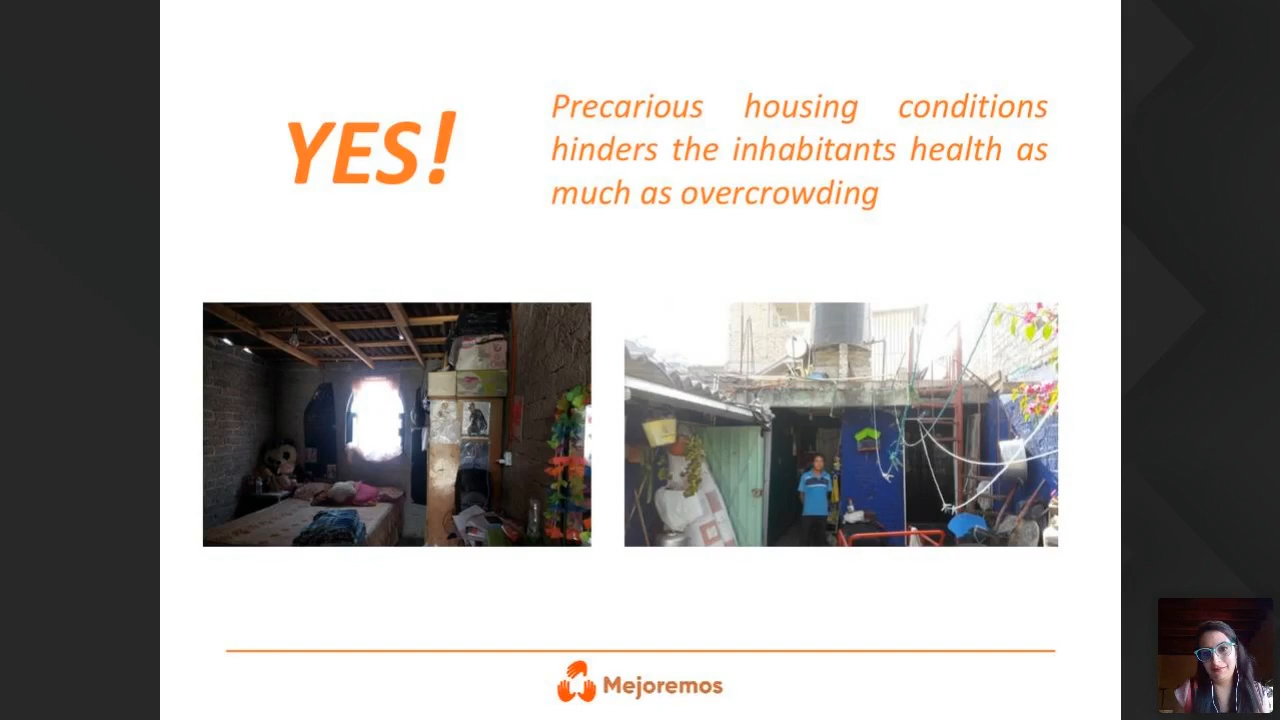 YES!
Precarious housing conditions
hinders the inhabitants health as
much as overcrowding
Mejoremos